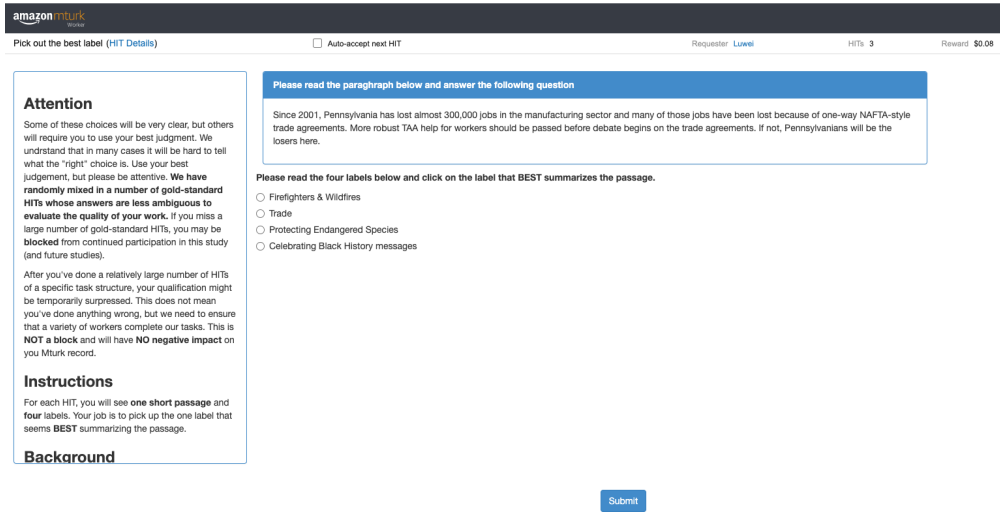 amazon mturk
Worker
Pick out the best label (HIT Details)
Auto-accept next HIT
Requester Luwei
HITs 3
Reward $0.08
Attention
Some of these choices will be very clear, but others
will require you to use your best judgment. We
undrstand that in many cases it will be hard to tell
what the "right" choice is. Use your best
judgement, but please be attentive. We have
randomly mixed in a number of gold-standard
HITs whose answers are less ambiguous to
evaluate the quality of your work. If you miss a
large number of gold-standard HITs, you may be
blocked from continued participation in this study
(and future studies).
After you've done a relatively large number of HITs
of a specific task structure, your qualification might
be temporarily surpressed. This does not mean
you've done anything wrong, but we need to ensure
that a variety of workers complete our tasks. This is
NOT a block and will have NO negative impact on
you Mturk record.
Instructions
For each HIT, you will see one short passage and
four labels. Your job is to pick up the one label that
seems BEST summarizing the passage.
Background
Please read the paragraph below and answer the following question
Since 2001, Pennsylvania has lost almost 300,000 jobs in the manufacturing sector and many of those jobs have been lost because of one-way NAFTA-style
trade agreements. More robust TAA help for workers should be passed before debate begins on the trade agreements. If not, Pennsylvanians will be the
losers here.
Please read the four labels below and click on the label that BEST summarizes the passage.
Firefighters & Wildfires
Trade
Protecting Endangered Species
Celebrating Black History messages
Submit